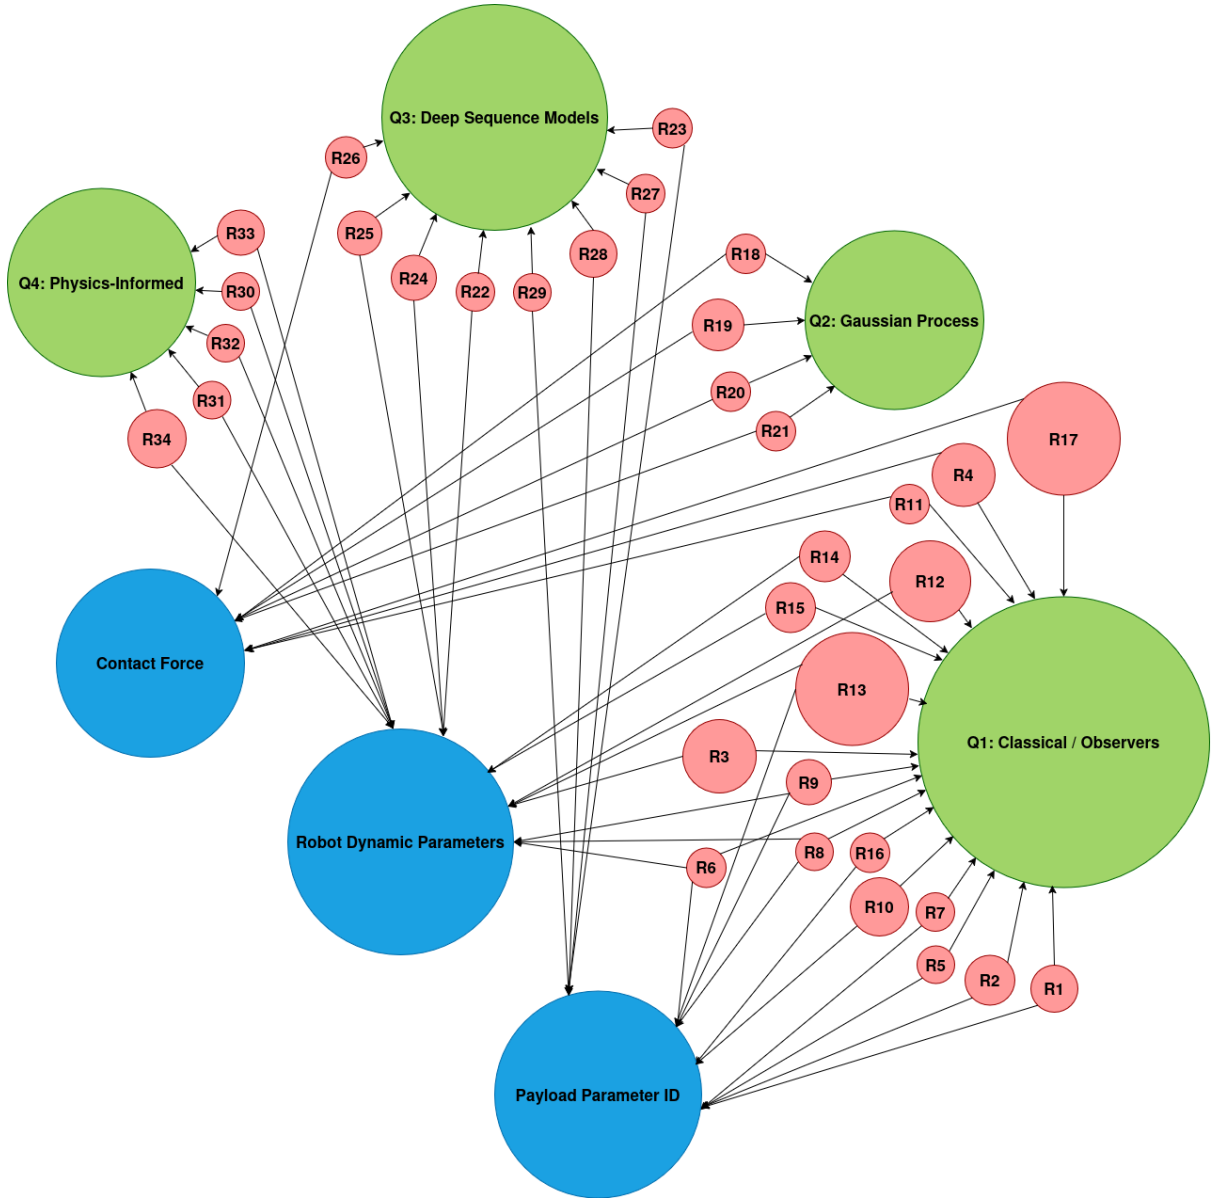 Q3: Deep Sequence Models
R23
R26
R27
R33
R25
R28
R18
R24
Q4: Physics-Informed
R30
R22
R29
R19
Q2: Gaussian Process
R32
R20
R31
R21
R34
R17
R4
R11
R14
R12
R15
Contact Force
R13
Q1: Classical / Observers
R3
R9
Robot Dynamic Parameters
R8
R16
R6
R10
R7
R5
R2
R1
Payload Parameter ID